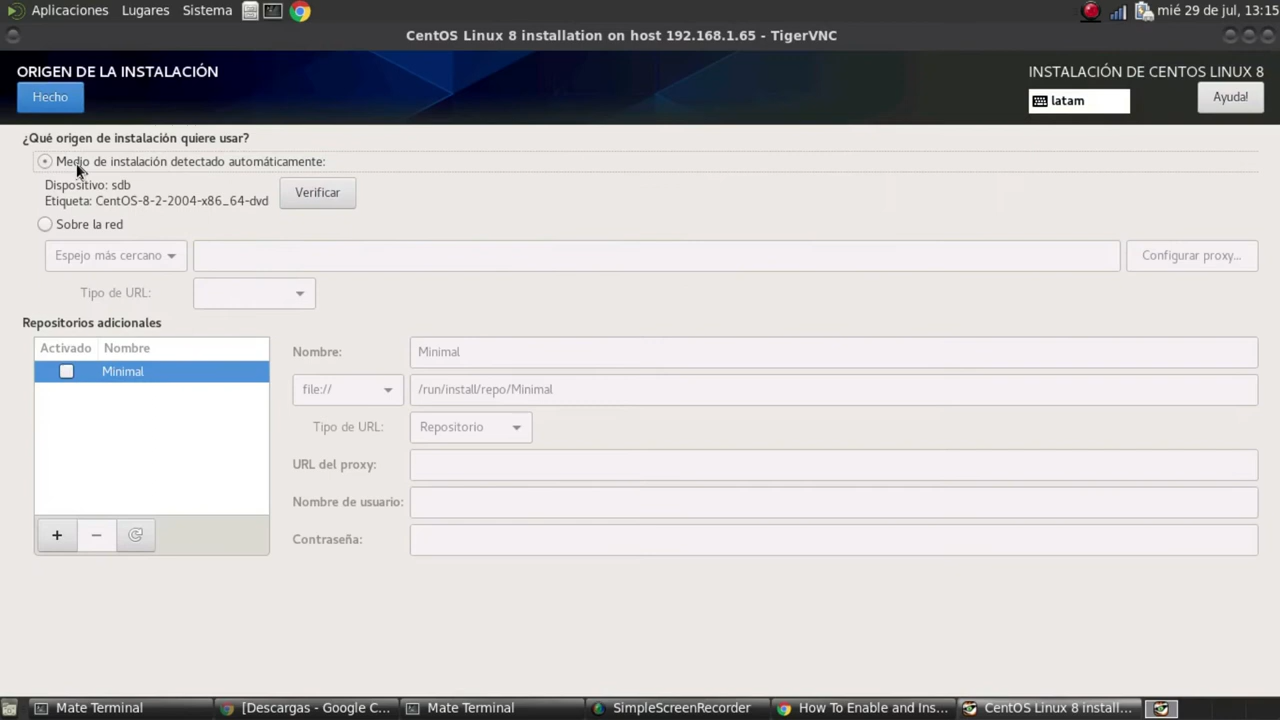 Aplicaciones Lugares Sistema mié 29 de jul, 13:15
CentOS Linux 8 installation on host 192.168.1.65 - TigerVNC
ORIGEN DE LA INSTALACIÓN
INSTALACIÓN DE CENTOS LINUX 8
Hecho
latam
Ayuda!
¿Qué origen de instalación quiere usar?
Medio de instalación detectado automáticamente:
Dispositivo: sdb
Etiqueta: CentOS-8-2-2004-x86_64-dvd
Verificar
Sobre la red
Espejo más cercano
Configurar proxy...
Tipo de URL:
Repositorios adicionales
Activado Nombre
Minimal
Nombre: Minimal
file:// /run/install/repo/Minimal
Tipo de URL: Repositorio
URL del proxy:
Nombre de usuario:
Contraseña:
+ −
Mate Terminal [Descargas - Google C... Mate Terminal SimpleScreenRecorder How To Enable and Ins... CentOS Linux 8 install...